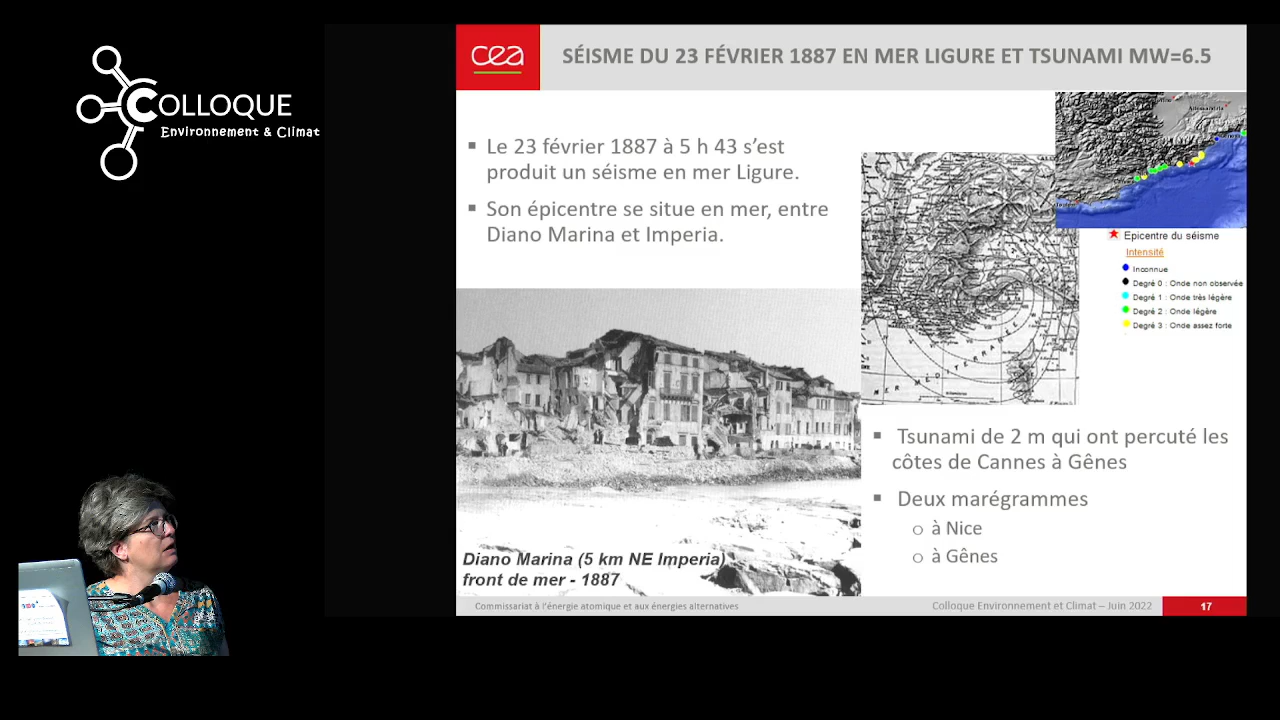 COLLOQUE
Environnement & Climat
cea
SÉISME DU 23 FÉVRIER 1887 EN MER LIGURE ET TSUNAMI MW=6.5
▪ Le 23 février 1887 à 5 h 43 s’est
produit un séisme en mer Ligure.
▪ Son épicentre se situe en mer, entre
Diano Marina et Imperia.
Epicentre du séisme
Intensité
Inconnue
Degré 0 : Onde non observée
Degré 1 : Onde très légère
Degré 2 : Onde légère
Degré 3 : Onde assez forte
MER MÉDITERRANÉE
Diano Marina (5 km NE Imperia)
front de mer - 1887
▪ Tsunami de 2 m qui ont percuté les
côtes de Cannes à Gênes
▪ Deux marégrammes
o à Nice
o à Gênes
Commissariat à l’énergie atomique et aux énergies alternatives
Colloque Environnement et Climat – Juin 2022
17